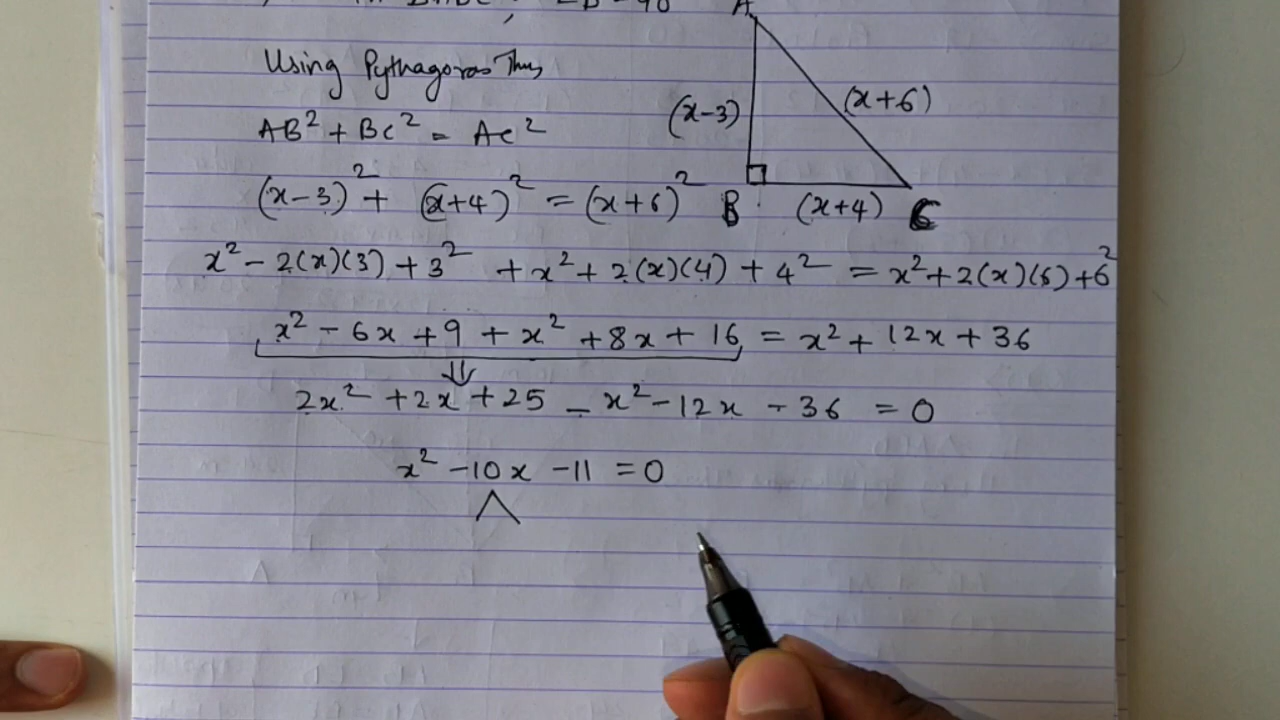 ∠B = 90
A
Using Pythagoras Thm
(x-3)
(x+6)
AB² + BC² = AC²
(x-3)² + (x+4)² = (x+6)²
B
(x+4)
C
x² - 2(x)(3) + 3² + x² + 2(x)(4) + 4² = x² + 2(x)(6) + 6²
x² - 6x + 9 + x² + 8x + 16 = x² + 12x + 36
2x² + 2x + 25 - x² - 12x - 36 = 0
x² - 10x - 11 = 0